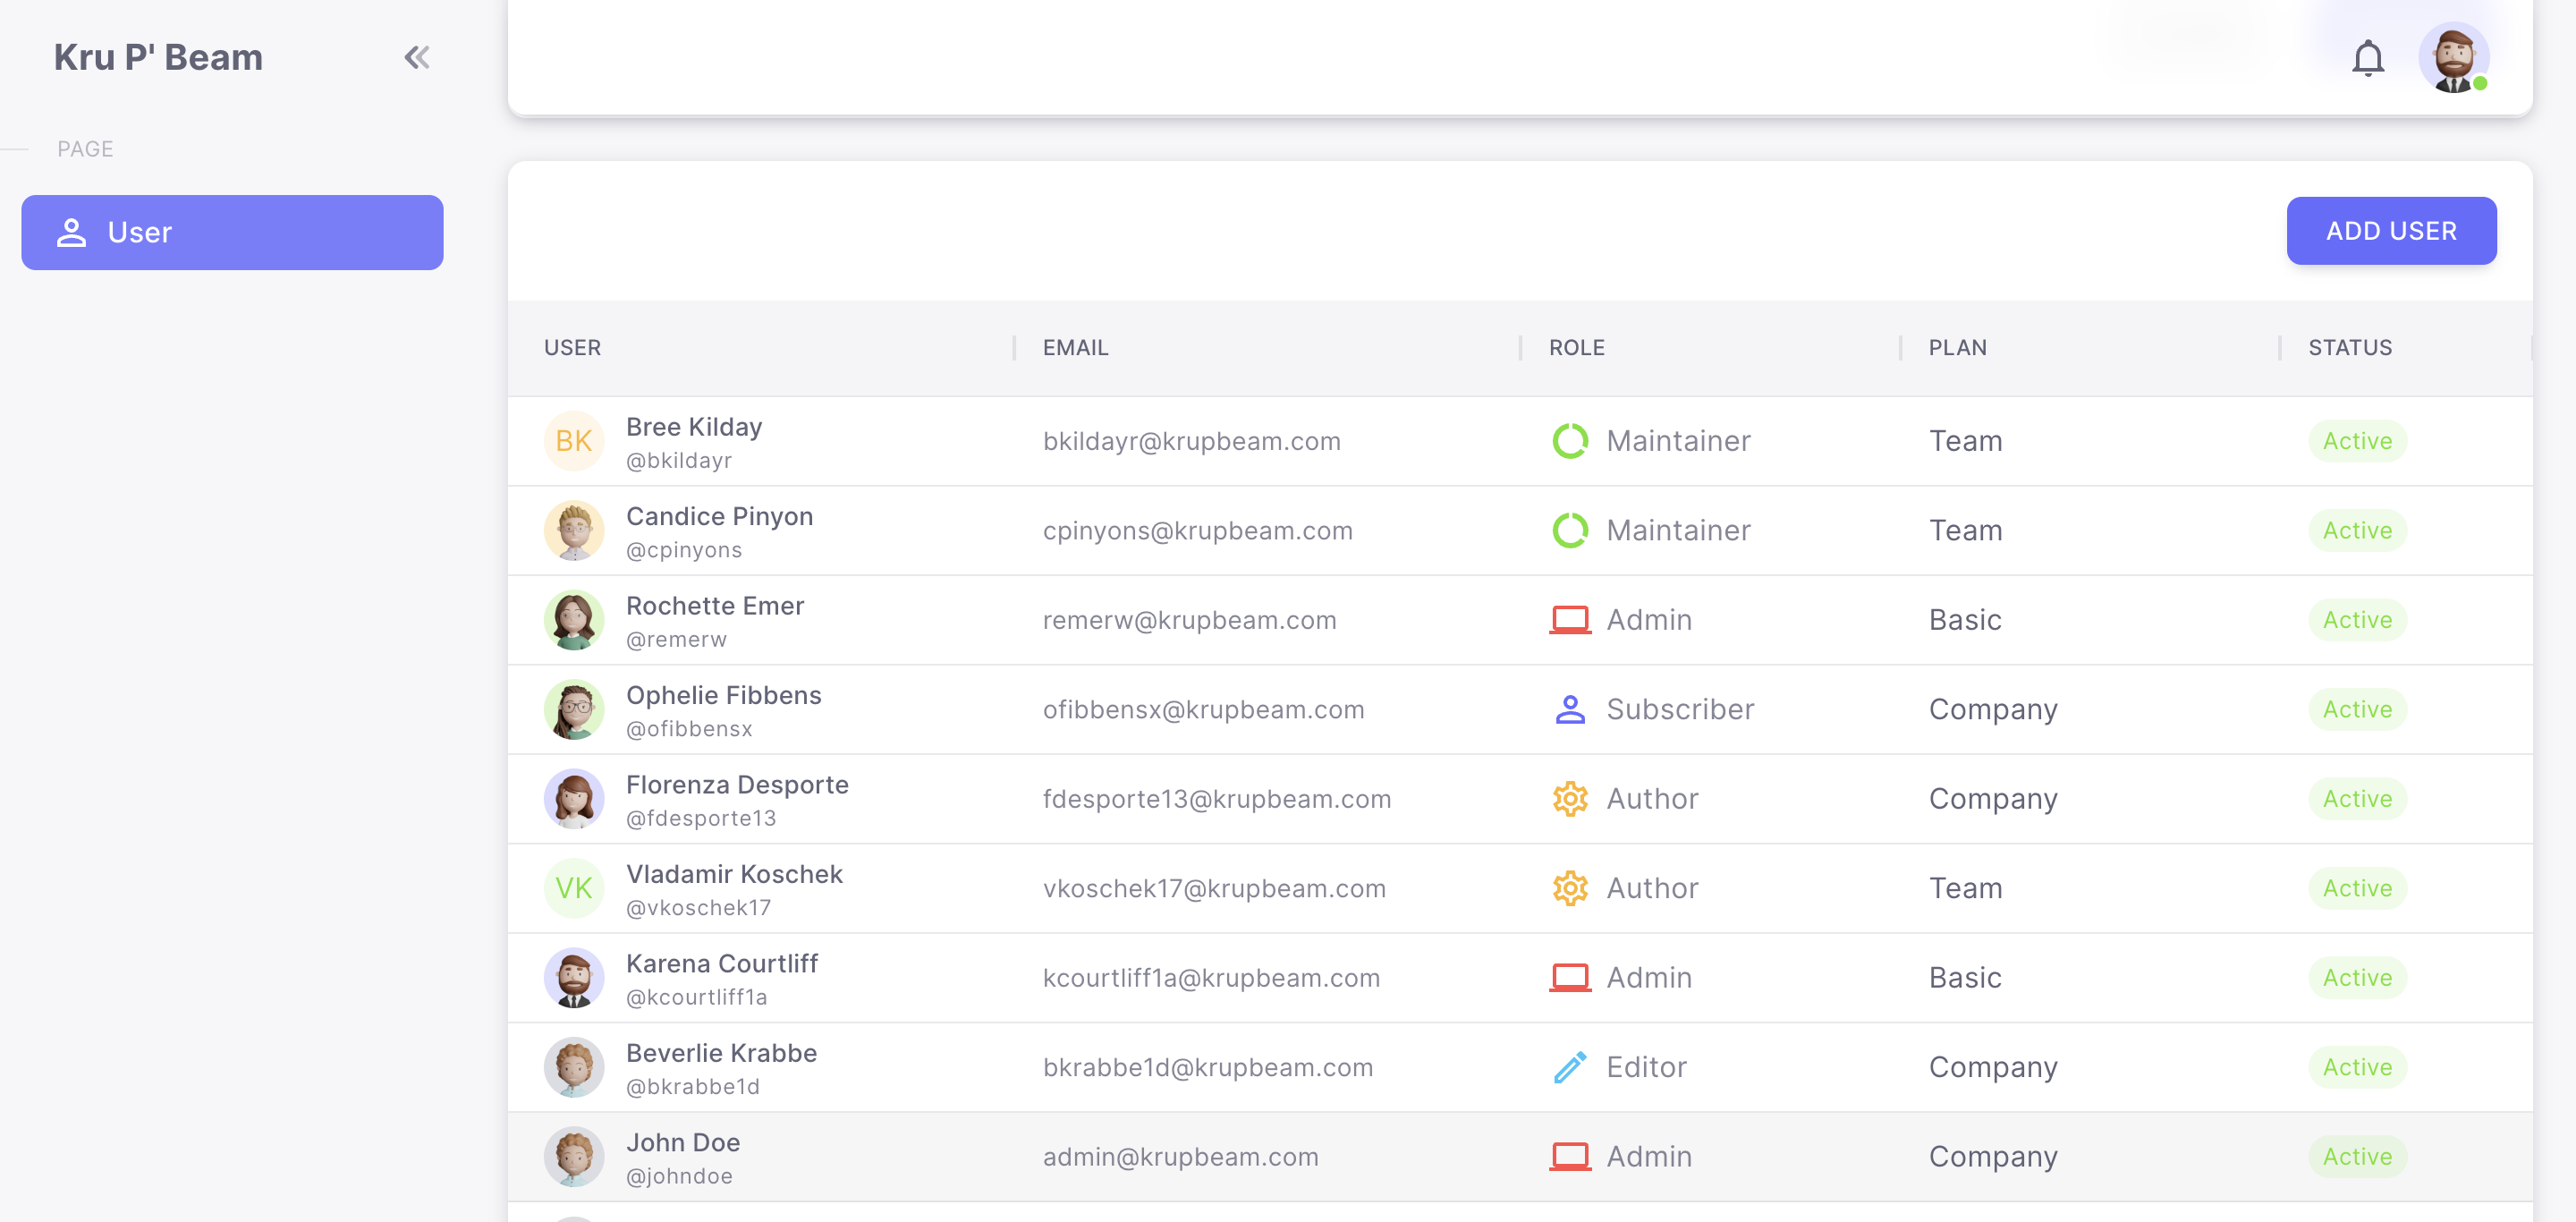 Kru P' Beam
PAGE
User
ADD USER
USER EMAIL ROLE PLAN STATUS
BK Bree Kilday
@bkildayr bkildayr@krupbeam.com Maintainer Team Active
Candice Pinyon
@cpinyons cpinyons@krupbeam.com Maintainer Team Active
Rochette Emer
@remerw remerw@krupbeam.com Admin Basic Active
Ophelie Fibbens
@ofibbensx ofibbensx@krupbeam.com Subscriber Company Active
Florenza Desporte
@fdesporte13 fdesporte13@krupbeam.com Author Company Active
VK Vladamir Koschek
@vkoschek17 vkoschek17@krupbeam.com Author Team Active
Karena Courtliff
@kcourtliff1a kcourtliff1a@krupbeam.com Admin Basic Active
Beverlie Krabbe
@bkrabbe1d bkrabbe1d@krupbeam.com Editor Company Active
John Doe
@johndoe admin@krupbeam.com Admin Company Active